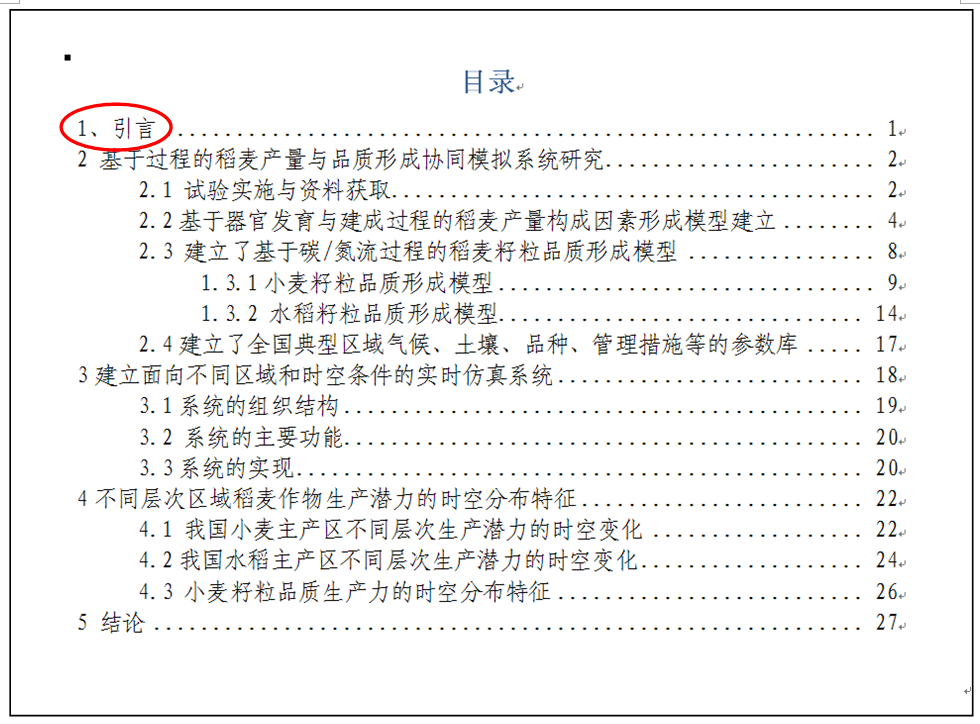 目录
1、引言 ........................................................... 1
2 基于过程的稻麦产量与品质形成协同模拟系统研究....................... 2
2.1 试验实施与资料获取......................................... 2
2.2基于器官发育与建成过程的稻麦产量构成因素形成模型建立 ........ 4
2.3 建立了基于碳/氮流过程的稻麦籽粒品质形成模型 ................ 8
1.3.1小麦籽粒品质形成模型................................ 9
1.3.2 水稻籽粒品质形成模型............................... 14
2.4建立了全国典型区域气候、土壤、品种、管理措施等的参数库 ..... 17
3建立面向不同区域和时空条件的实时仿真系统.......................... 18
3.1系统的组织结构............................................ 19
3.2 系统的主要功能............................................ 20
3.3系统的实现................................................ 20
4不同层次区域稻麦作物生产潜力的时空分布特征........................ 22
4.1 我国小麦主产区不同层次生产潜力的时空变化 .................. 22
4.2我国水稻主产区不同层次生产潜力的时空变化................... 24
4.3 小麦籽粒品质生产力的时空分布特征.......................... 26
5 结论............................................................ 27